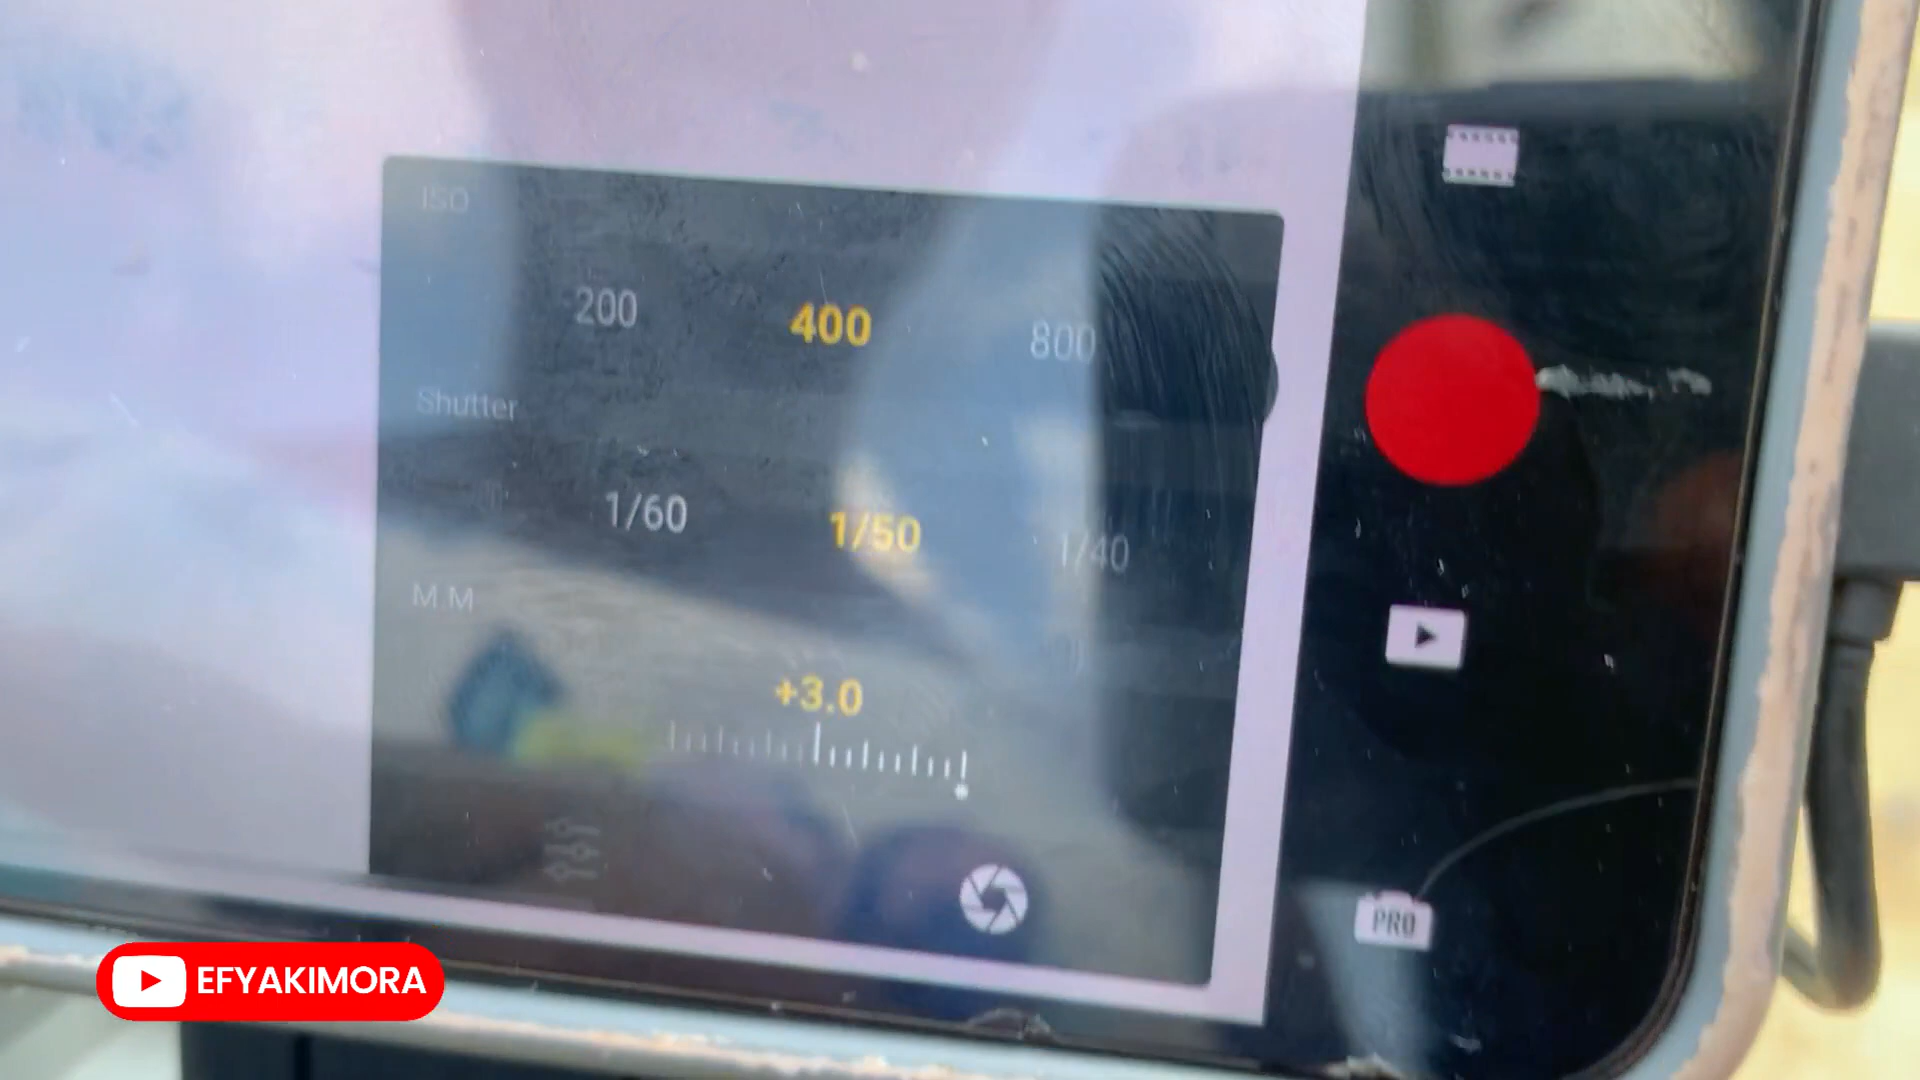 ISO
200 400 800
Shutter
1/60 1/50 1/40
M.M
+3.0
PRO
EFYAKIMORA